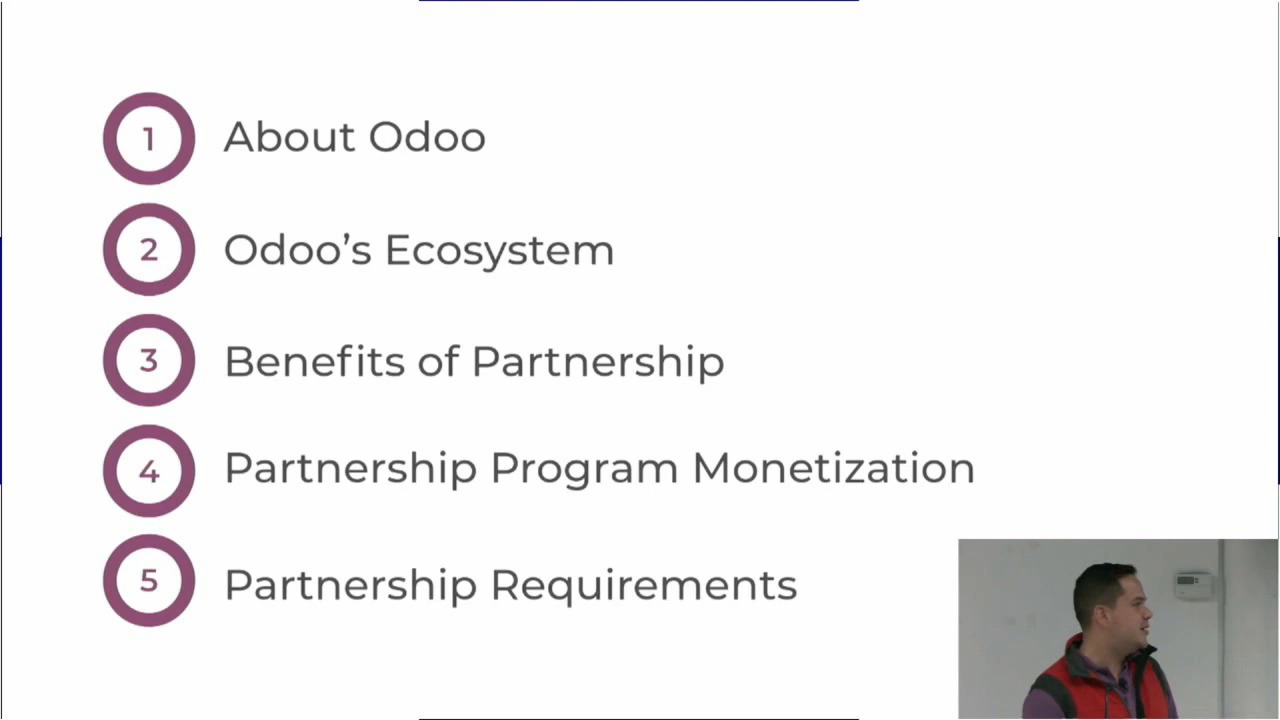 1 About Odoo
2 Odoo’s Ecosystem
3 Benefits of Partnership
4 Partnership Program Monetization
5 Partnership Requirements